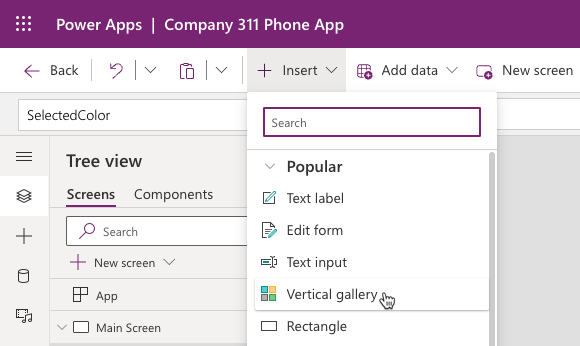 Power Apps | Company 311 Phone App
Back Insert Add data New screen
SelectedColor
Search
Tree view
Popular
Screens Components
Text label
Search
Edit form
New screen
Text input
App
Vertical gallery
Main Screen
Rectangle